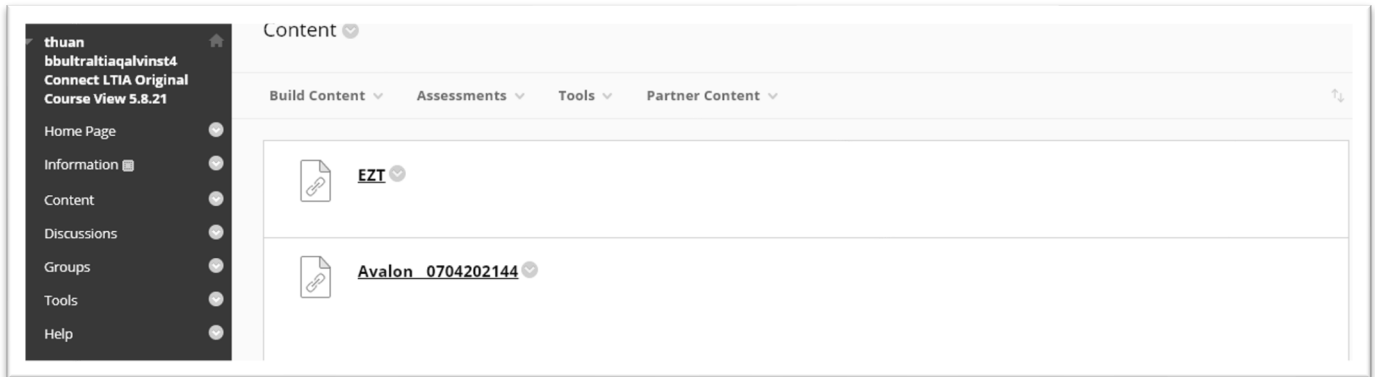 thuan
bbultraltiaqalvinst4
Connect LTIA Original
Course View 5.8.21
Home Page
Information
Content
Discussions
Groups
Tools
Help
Content
Build Content Assessments Tools Partner Content
EZT
Avalon_0704202144